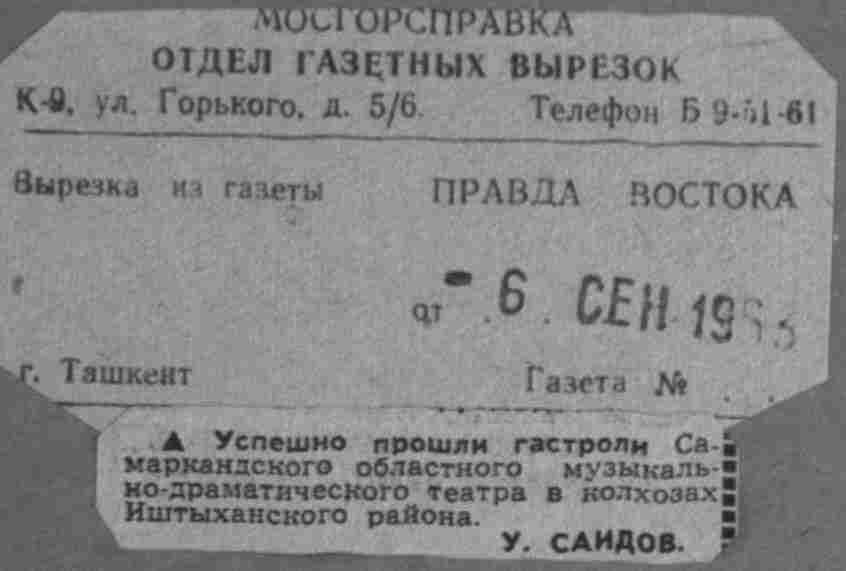 МОСГОРСПРАВКА
ОТДЕЛ ГАЗЕТНЫХ ВЫРЕЗОК
К-9, ул. Горького, д. 5/6. Телефон Б 9-51-61
Вырезка из газеты ПРАВДА ВОСТОКА
от - 6. СЕН 19
г. Ташкент Газета № . .
▲ Успешно прошли гастроли Са-
маркандского областного музыкаль-
но-драматического театра в колхозах
Иштыханского района.
У. САИДОВ.